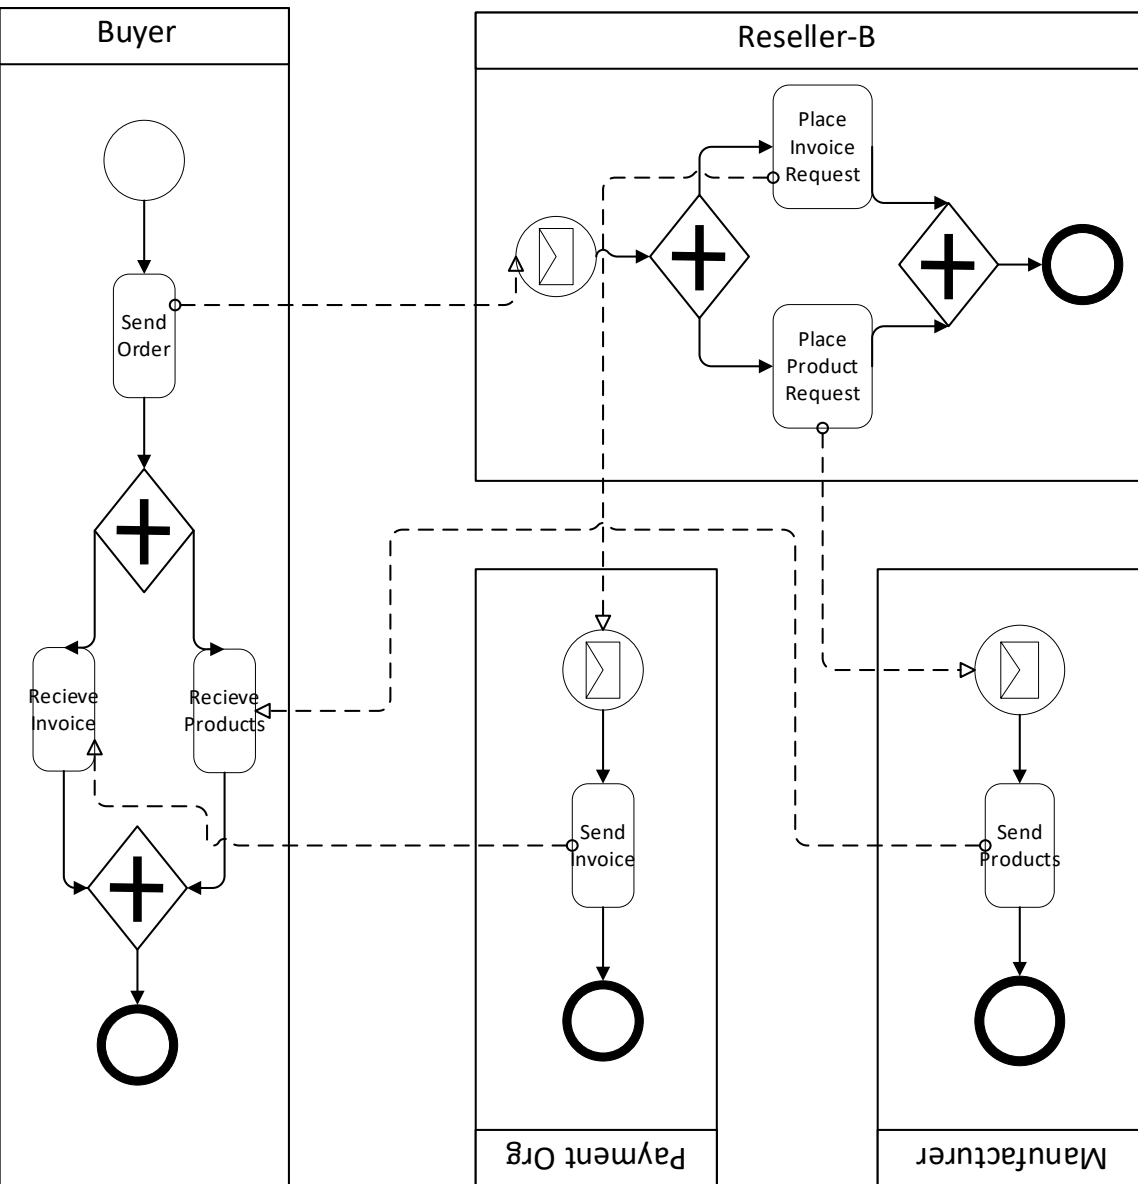 Buyer
Reseller-B
Place
Invoice
Request
Send
Order
Place
Product
Request
Recieve
Invoice
Recieve
Products
Send
Invoice
Send
Products
Payment Org
Manufacturer